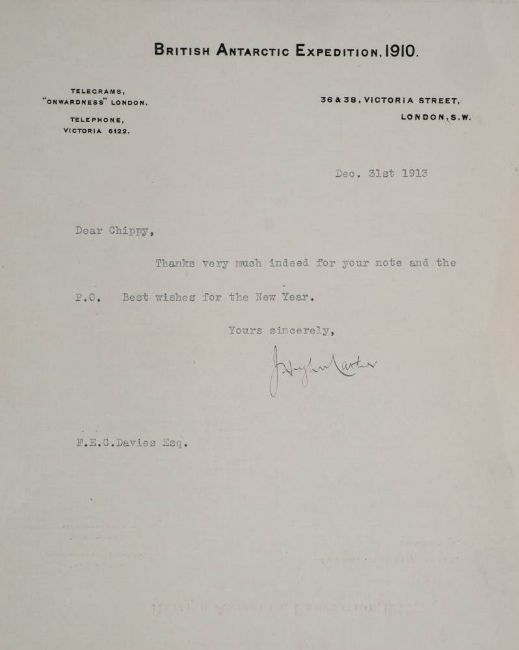 BRITISH ANTARCTIC EXPEDITION, 1910.
TELEGRAMS,
"ONWARDNESS" LONDON.
TELEPHONE,
VICTORIA 6122.
36 & 38, VICTORIA STREET,
LONDON, S.W.
Dec. 31st 1913
Dear Chippy,
Thanks very much indeed for your note and the
P.O. Best wishes for the New Year.
Yours sincerely,
F.E.C.Davies Esq.